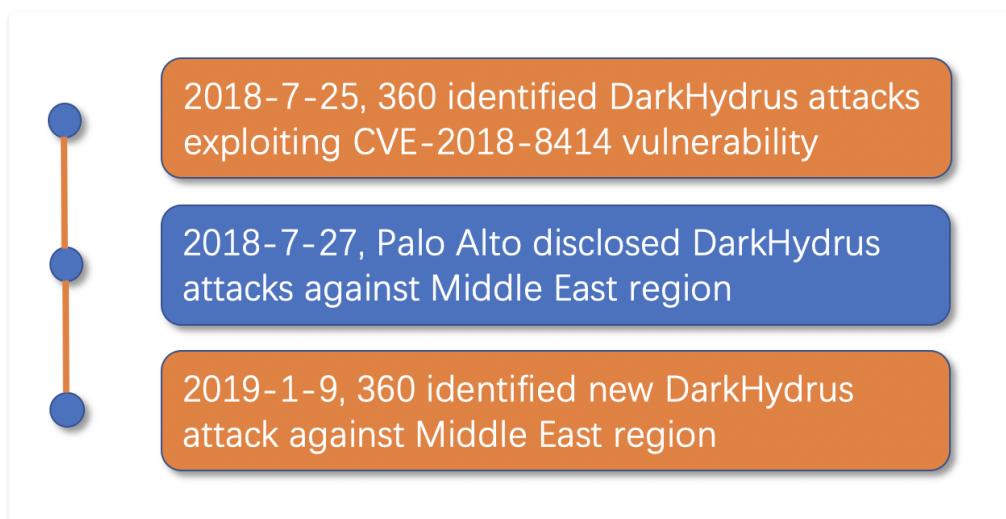 2018-7-25, 360 identified DarkHydrus attacks
exploiting CVE-2018-8414 vulnerability
2018-7-27, Palo Alto disclosed DarkHydrus
attacks against Middle East region
2019-1-9, 360 identified new DarkHydrus
attack against Middle East region